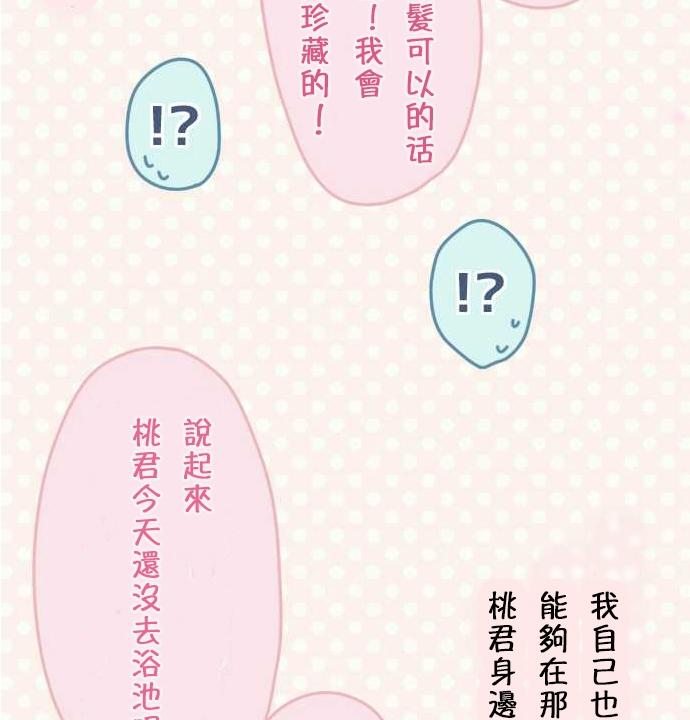 髮可以的话
！我會
珍藏的！
!?
!?
說起來
桃君今天還沒去浴池
我自己也
能夠在那
桃君身邊